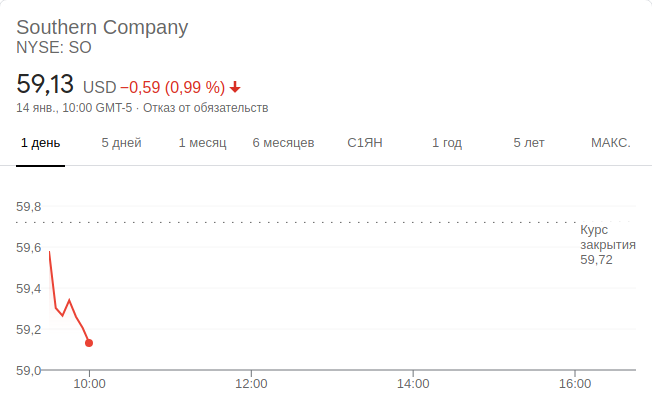 Southern Company
NYSE: SO
59,13 USD −0,59 (0,99 %)
14 янв., 10:00 GMT-5 · Отказ от обязательств
1 день 5 дней 1 месяц 6 месяцев С1ЯН 1 год 5 лет МАКС.
59,8
59,6
59,4
59,2
59,0
Курс
закрытия
59,72
10:00 12:00 14:00 16:00